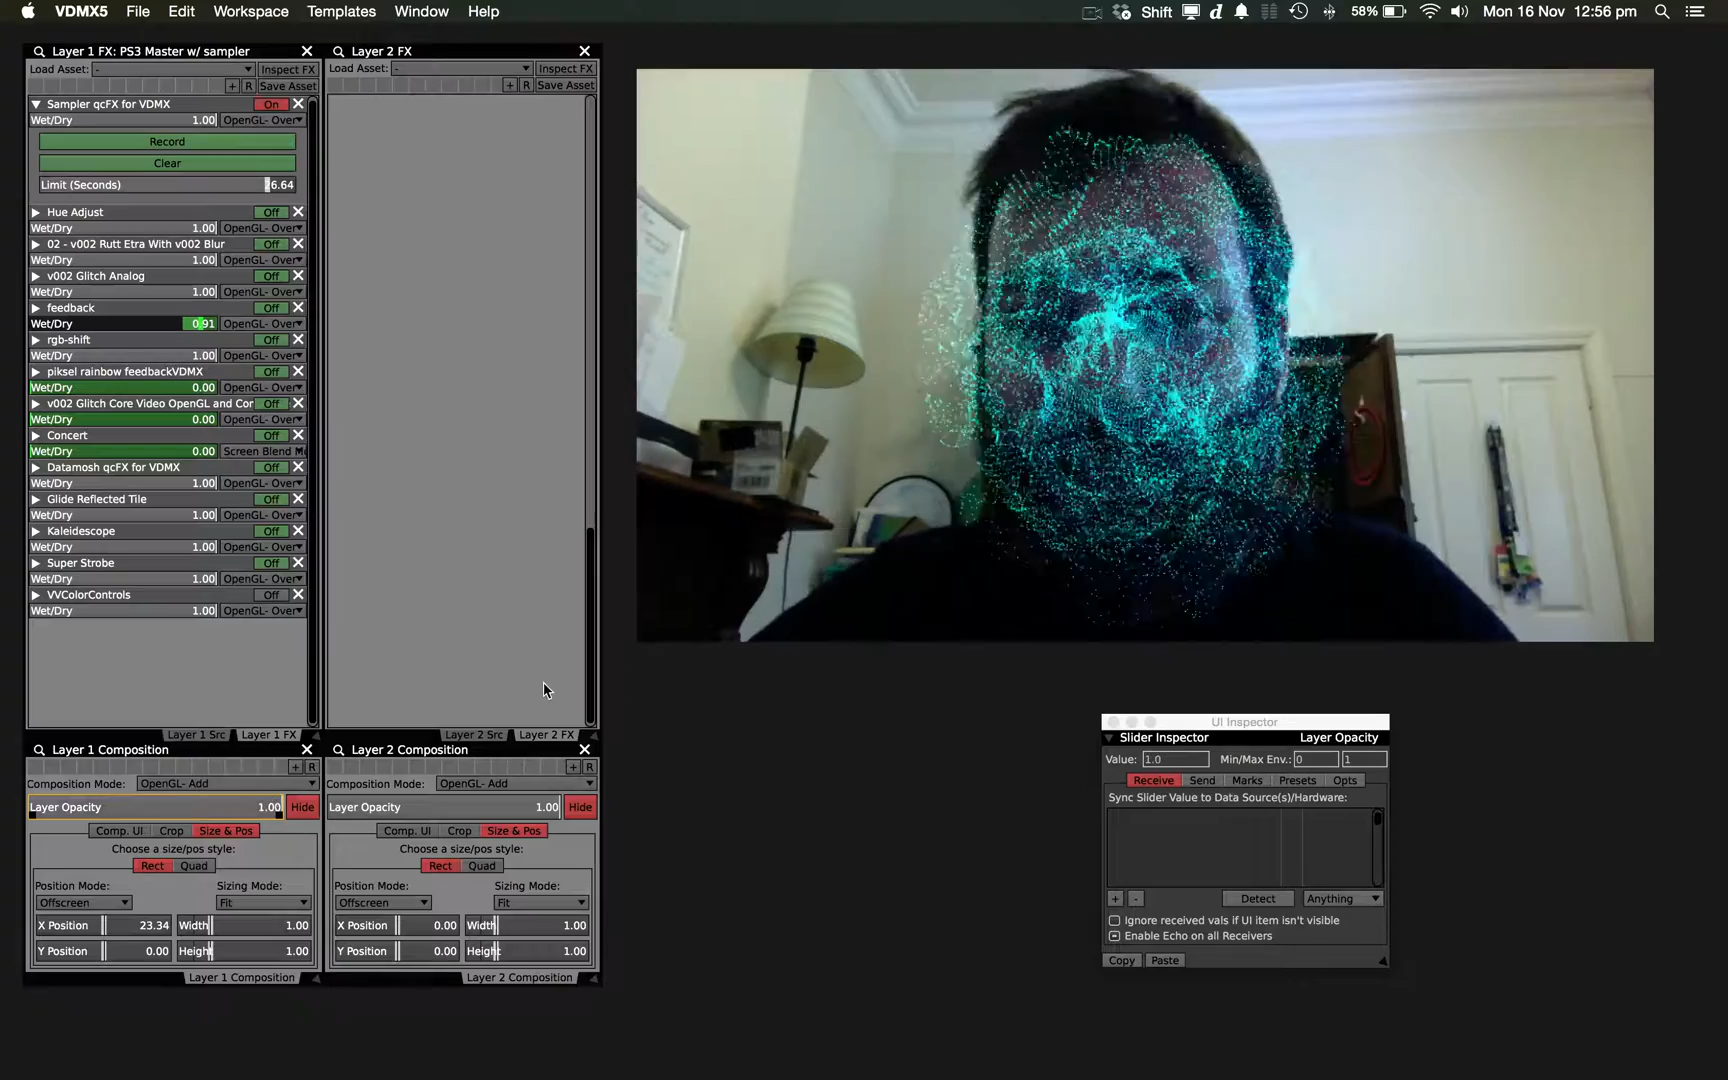 VDMX5 File Edit Workspace Templates Window Help
Shift 58% Mon 16 Nov 12:56 pm
Layer 1 FX: PS3 Master w/ sampler
Load Asset: - Inspect FX
+ R Save Asset
Sampler qcFX for VDMX On
Wet/Dry 1.00 OpenGL- Over
Record
Clear
Limit (Seconds) 6.64
Hue Adjust Off
Wet/Dry 1.00 OpenGL- Over
02 - v002 Rutt Etra With v002 Blur Off
Wet/Dry 1.00 OpenGL- Over
v002 Glitch Analog Off
Wet/Dry 1.00 OpenGL- Over
feedback Off
Wet/Dry 0.91 OpenGL- Over
rgb-shift Off
Wet/Dry 1.00 OpenGL- Over
piksel rainbow feedbackVDMX Off
Wet/Dry 0.00 OpenGL- Over
v002 Glitch Core Video OpenGL and Cor Off
Wet/Dry 0.00 OpenGL- Over
Concert Off
Wet/Dry 0.00 Screen Blend M
Datamosh qcFX for VDMX Off
Wet/Dry 1.00 OpenGL- Over
Glide Reflected Tile Off
Wet/Dry 1.00 OpenGL- Over
Kaleidescope Off
Wet/Dry 1.00 OpenGL- Over
Super Strobe Off
Wet/Dry 1.00 OpenGL- Over
VVColorControls Off
Wet/Dry 1.00 OpenGL- Over
Layer 1 Src Layer 1 FX
Layer 2 FX
Load Asset: - Inspect FX
+ R Save Asset
Layer 2 Src Layer 2 FX
Layer 1 Composition
+ R
Composition Mode: OpenGL- Add
Layer Opacity 1.00 Hide
Comp. UI Crop Size & Pos
Choose a size/pos style:
Rect Quad
Position Mode: Sizing Mode:
Offscreen Fit
X Position 23.34 Width 1.00
Y Position 0.00 Height 1.00
Layer 1 Composition
Layer 2 Composition
+ R
Composition Mode: OpenGL- Add
Layer Opacity 1.00 Hide
Comp. UI Crop Size & Pos
Choose a size/pos style:
Rect Quad
Position Mode: Sizing Mode:
Offscreen Fit
X Position 0.00 Width 1.00
Y Position 0.00 Height 1.00
Layer 2 Composition
UI Inspector
Slider Inspector Layer Opacity
Value: 1.0 Min/Max Env.: 0 1
Receive Send Marks Presets Opts
Sync Slider Value to Data Source(s)/Hardware:
+ - Detect Anything
Ignore received vals if UI item isn't visible
Enable Echo on all Receivers
Copy Paste